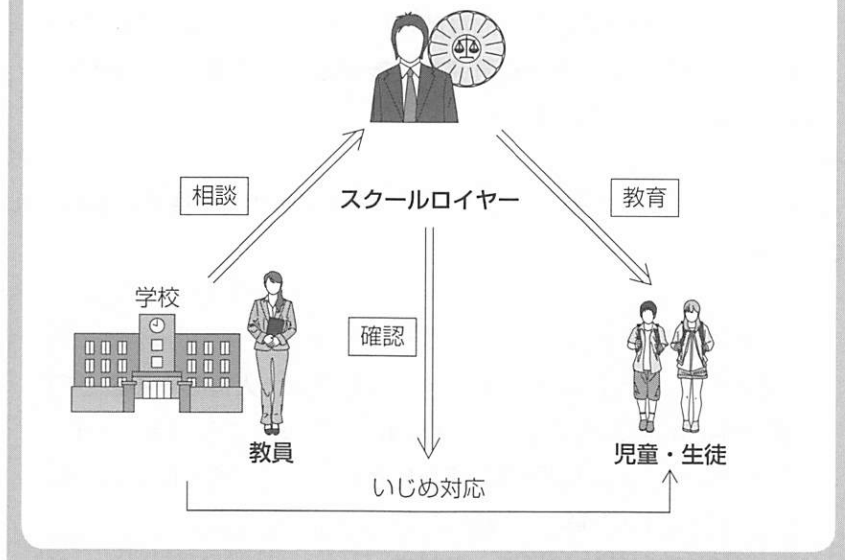 相談
スクールロイヤー
教育
学校
確認
教員
児童・生徒
いじめ対応